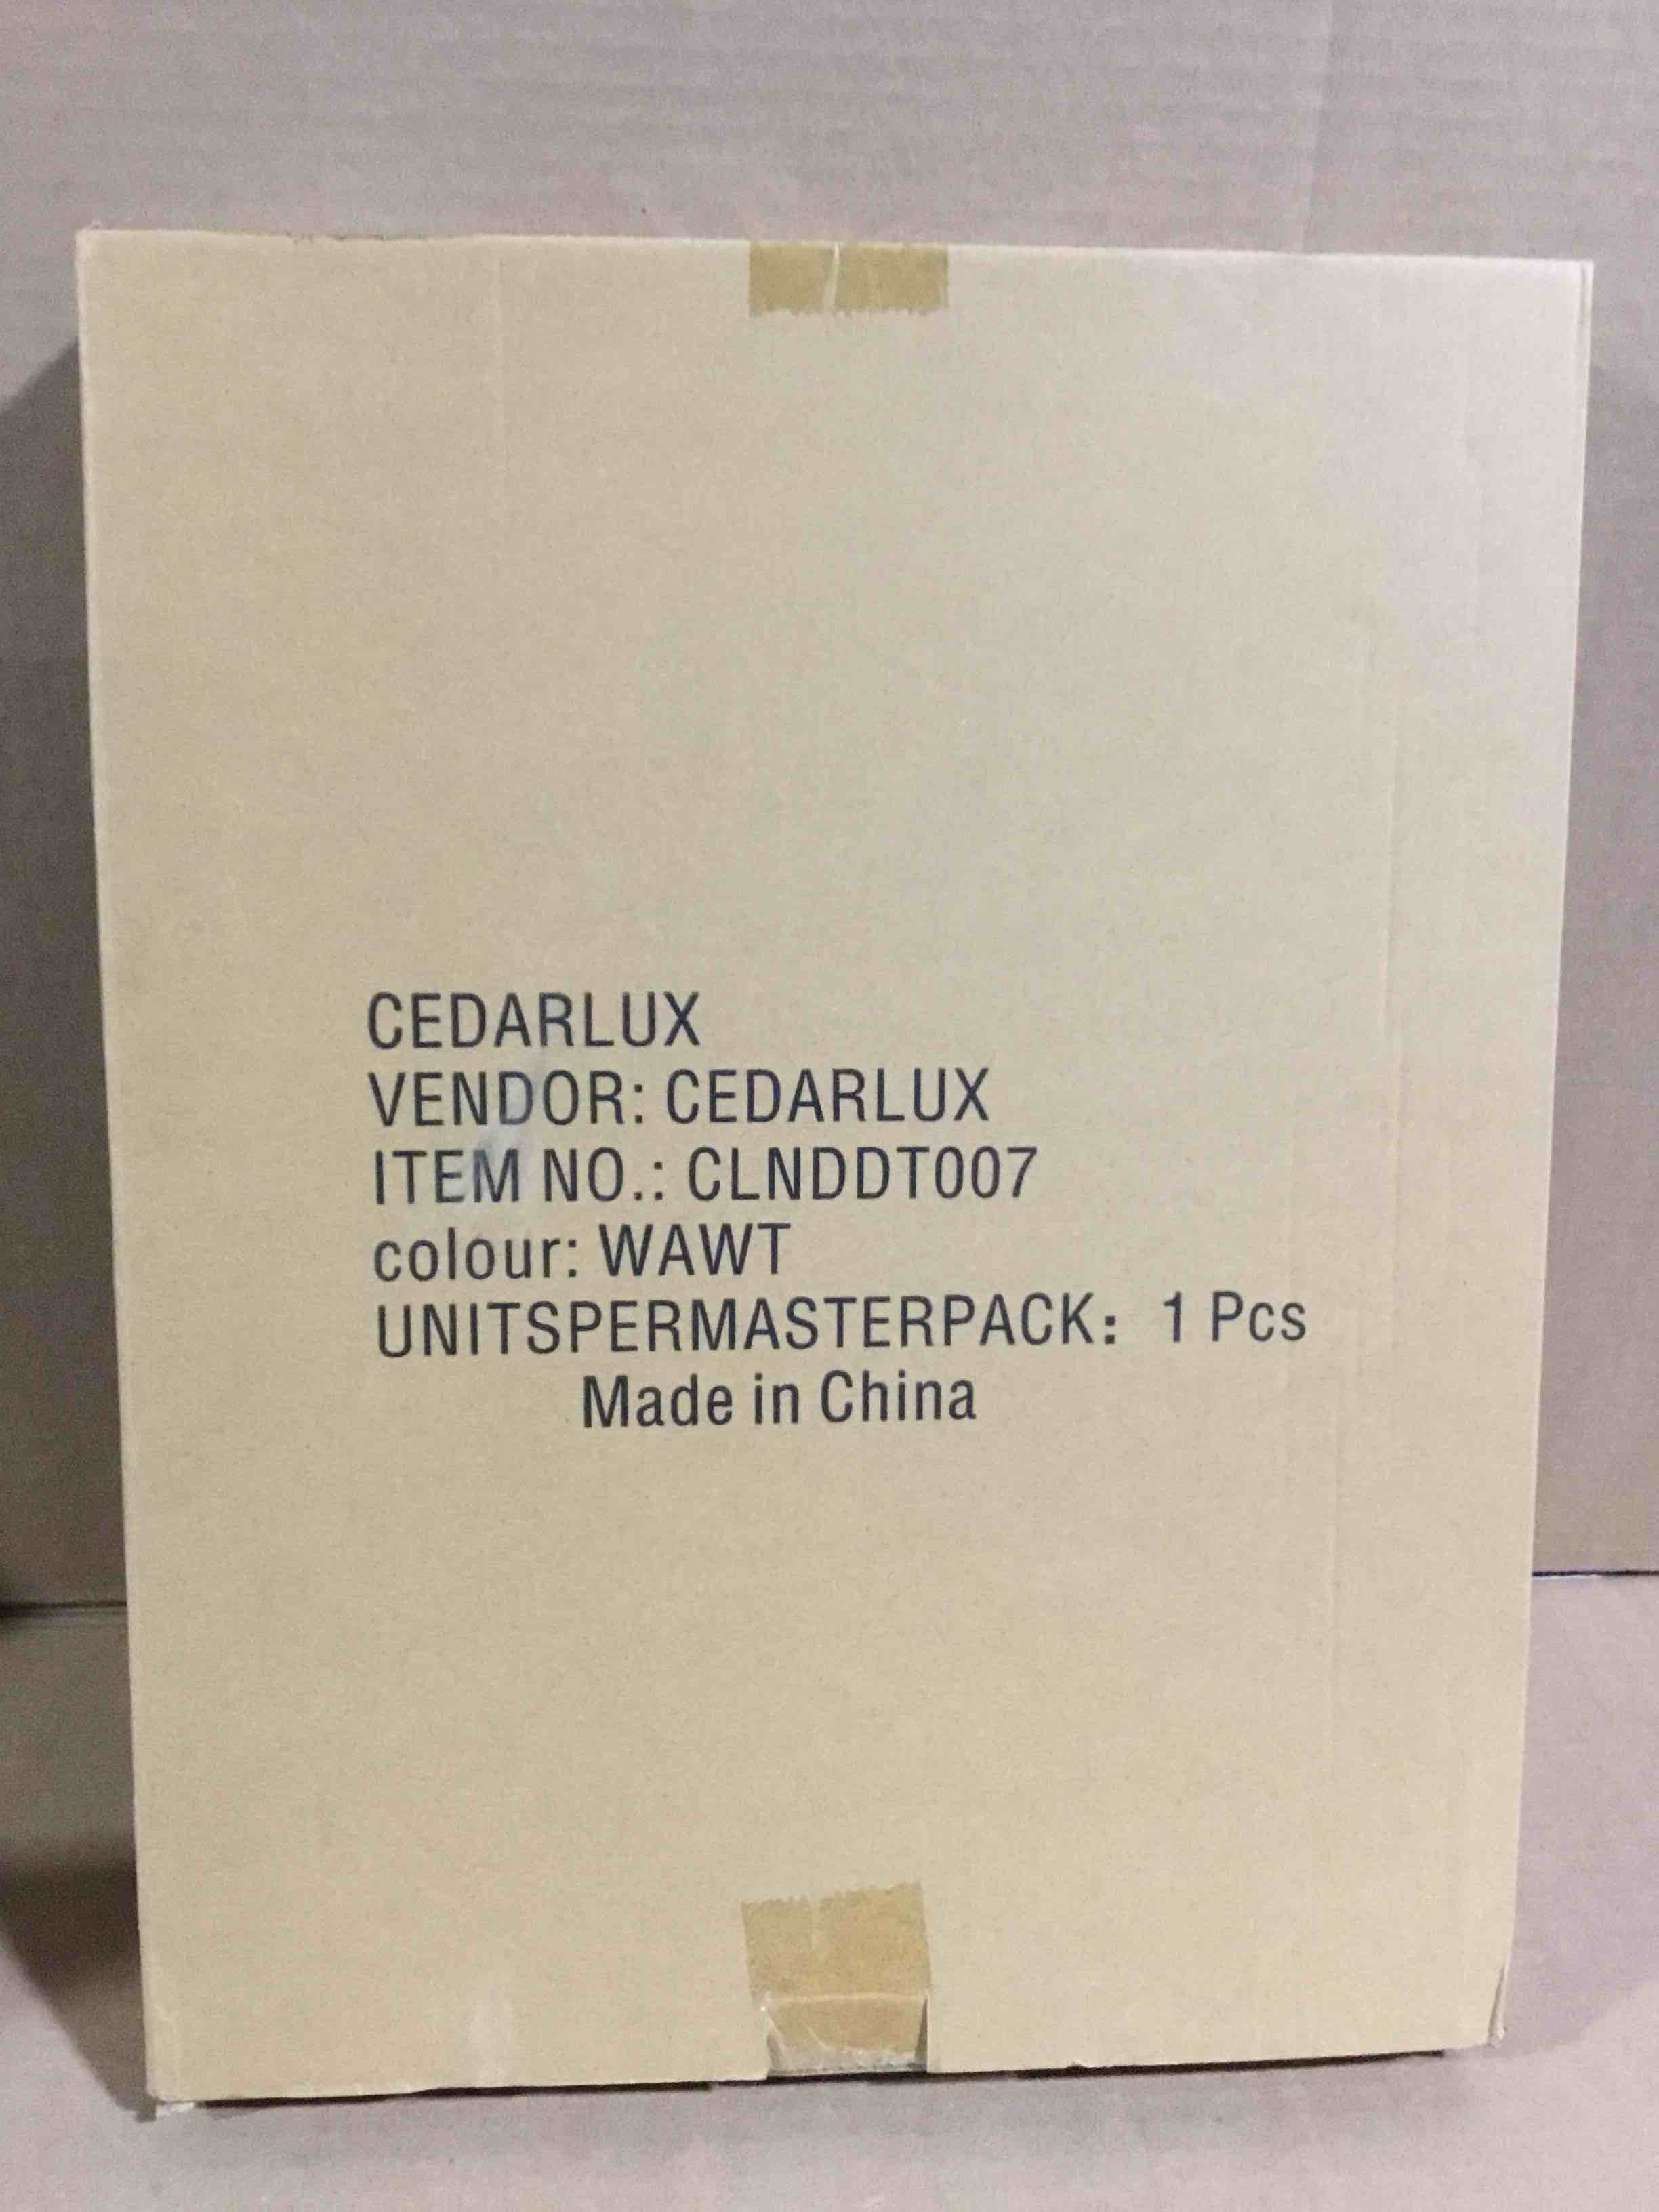 CEDARLUX
VENDOR: CEDARLUX
ITEM NO.: CLNDDT007
colour: WAWT
UNITSPERMASTERPACK: 1 Pcs
Made in China